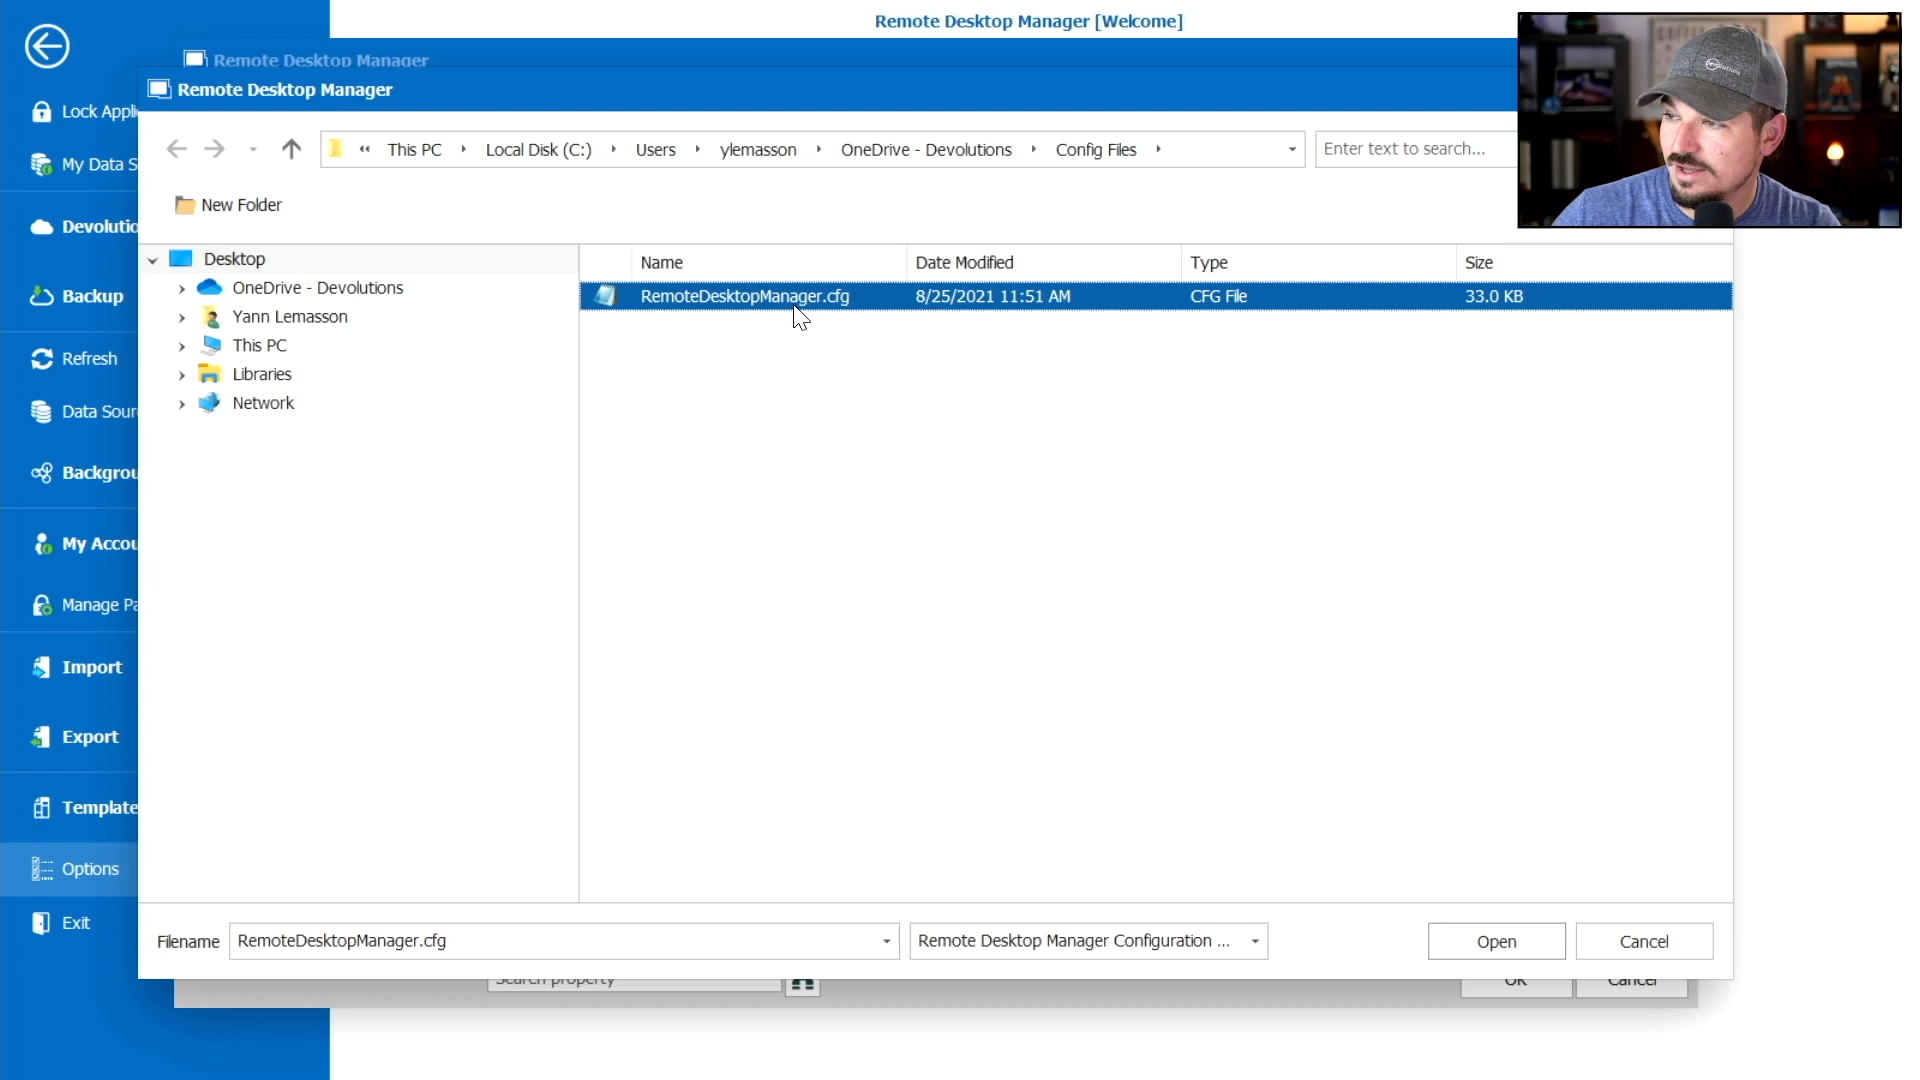 Remote Desktop Manager [Welcome]
Remote Desktop Manager
Remote Desktop Manager
Lock Appli
My Data S
This PC
Local Disk (C:)
Users
ylemasson
OneDrive - Devolutions
Config Files
Enter text to search...
New Folder
Devolutio
Backup
Refresh
Data Sour
Backgrou
My Accou
Manage Pa
Import
Export
Template
Options
Exit
Desktop
OneDrive - Devolutions
Yann Lemasson
This PC
Libraries
Network
Name Date Modified Type Size
RemoteDesktopManager.cfg 8/25/2021 11:51 AM CFG File 33.0 KB
Filename RemoteDesktopManager.cfg Remote Desktop Manager Configuration ... Open Cancel
Search property OK Cancel